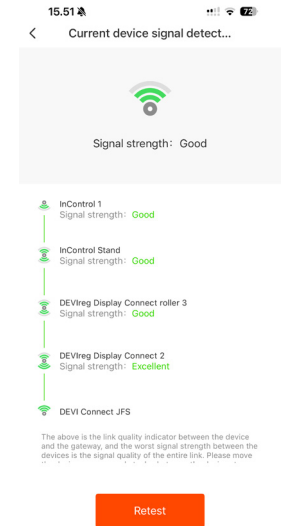 15.51
72
Current device signal detect...
Signal strength: Good
InControl 1
Signal strength: Good
InControl Stand
Signal strength: Good
DEVIreg Display Connect roller 3
Signal strength: Good
DEVIreg Display Connect 2
Signal strength: Excellent
DEVI Connect JFS
The above is the link quality indicator between the device
and the gateway, and the worst signal strength between the
devices is the signal quality of the entire link. Please move
Retest